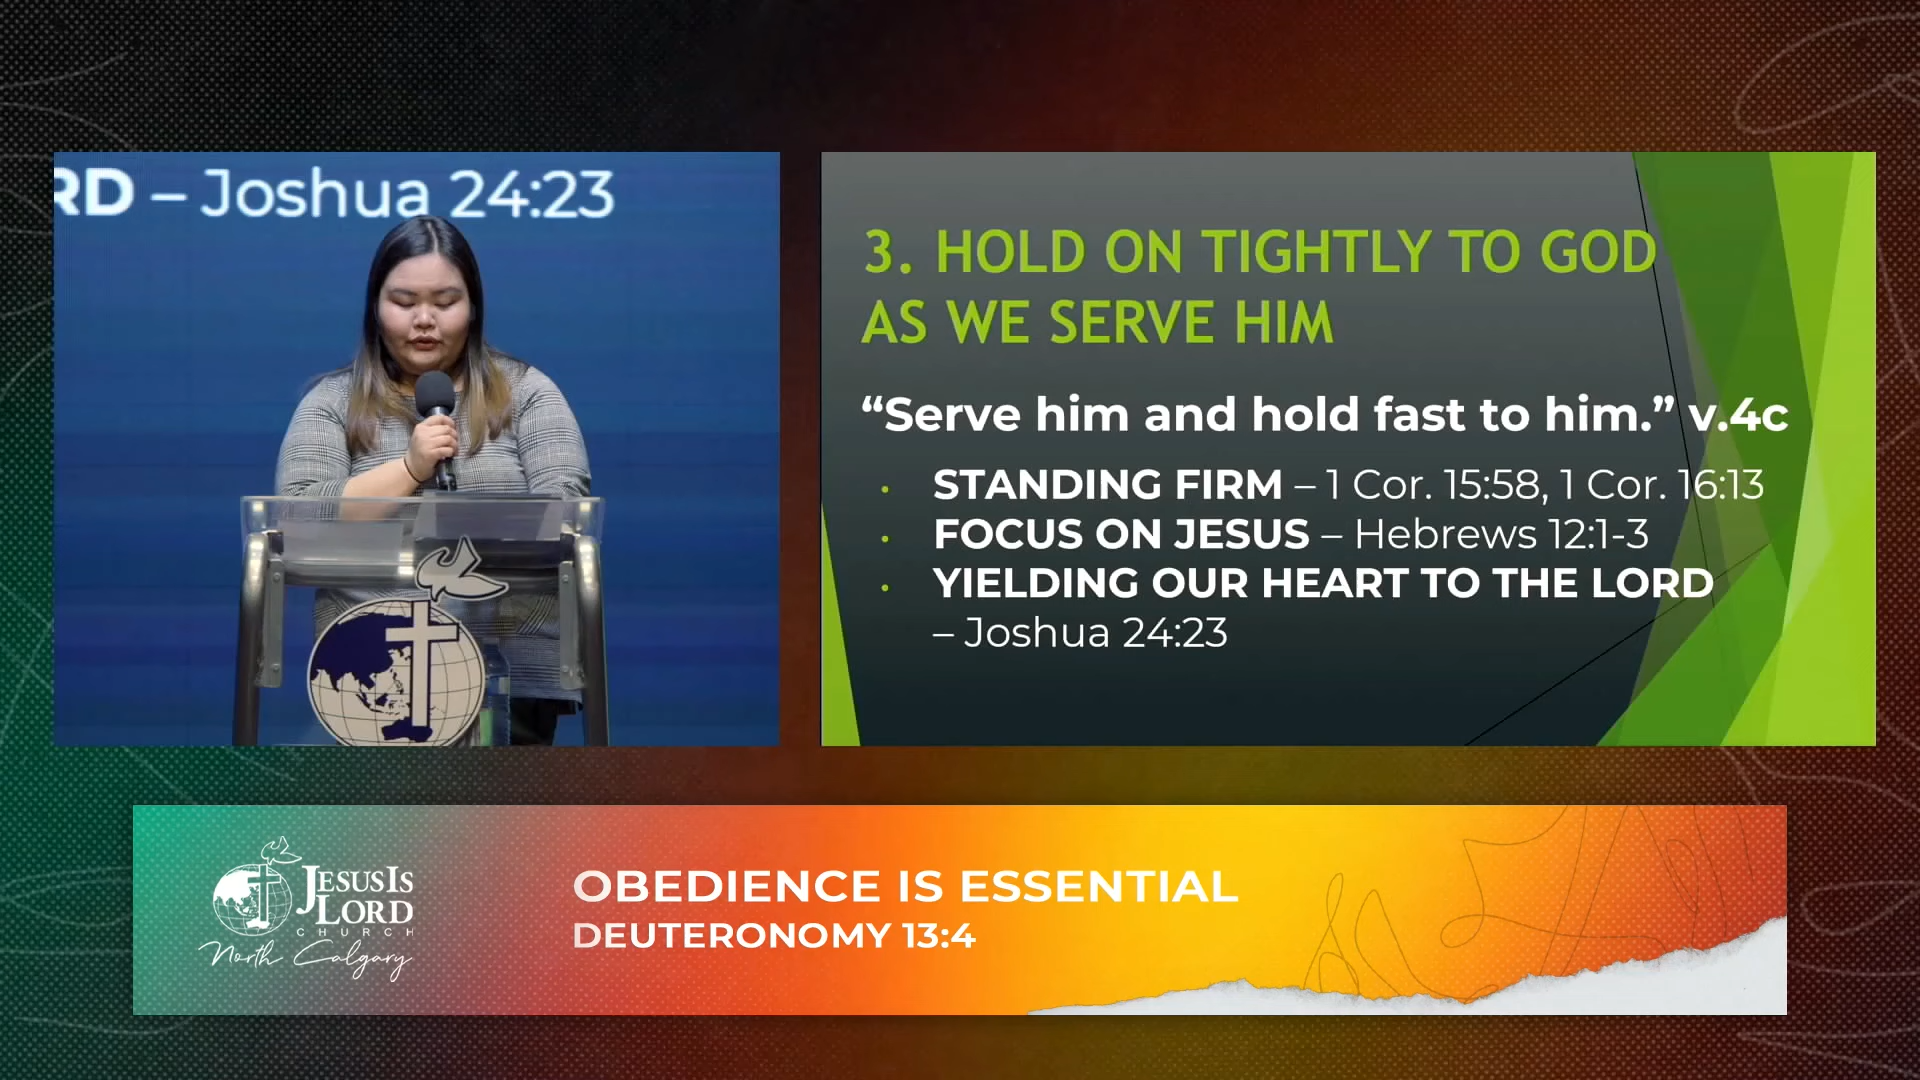 RD – Joshua 24:23
3. HOLD ON TIGHTLY TO GOD
AS WE SERVE HIM
“Serve him and hold fast to him.” v.4c
• STANDING FIRM – 1 Cor. 15:58, 1 Cor. 16:13
• FOCUS ON JESUS – Hebrews 12:1-3
• YIELDING OUR HEART TO THE LORD
– Joshua 24:23
JESUS IS
LORD
CHURCH
North Calgary
OBEDIENCE IS ESSENTIAL
DEUTERONOMY 13:4